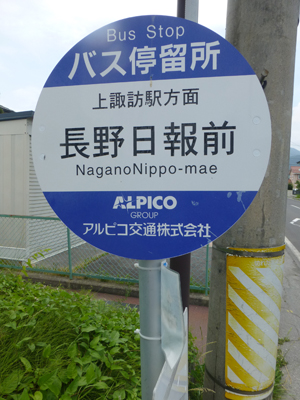 Bus Stop
バス停留所
上諏訪駅方面
長野日報前
NaganoNippo-mae
ALPICO
GROUP
アルピコ交通株式会社